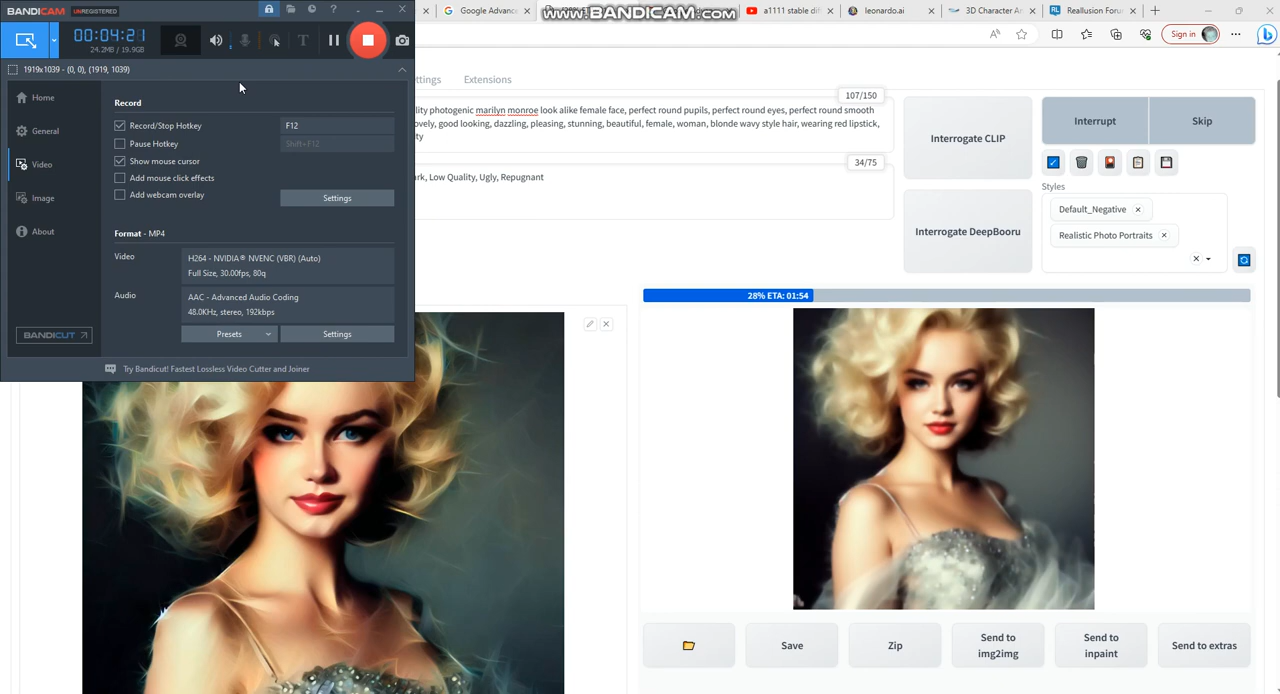 BANDICAM UNREGISTERED
00:04:21
24.2MB / 19.9GB
1919x1039 - (0, 0), (1919, 1039)
Home
General
Video
Image
About
BANDICUT
Record
Record/Stop Hotkey F12
Pause Hotkey Shift+F12
Show mouse cursor
Add mouse click effects
Add webcam overlay
Settings
Format - MP4
Video
H264 - NVIDIA® NVENC (VBR) (Auto)
Full Size, 30.00fps, 80q
Audio
AAC - Advanced Audio Coding
48.0KHz, stereo, 192kbps
Presets
Settings
Try Bandicut! Fastest Lossless Video Cutter and Joiner
Google Advance
www.BANDICAM.com
a1111 stable dif
leonardo.ai
3D Character An
Reallusion Foru
Sign in
ttings
Extensions
107/150
lity photogenic marilyn monroe look alike female face, perfect round pupils, perfect round eyes, perfect round smooth
ovely, good looking, dazzling, pleasing, stunning, beautiful, female, woman, blonde wavy style hair, wearing red lipstick,
ty
34/75
ark, Low Quality, Ugly, Repugnant
Interrogate CLIP
Interrogate DeepBooru
Interrupt
Skip
Styles
Default_Negative
Realistic Photo Portraits
28% ETA: 01:54
Save
Zip
Send to
img2img
Send to
inpaint
Send to extras